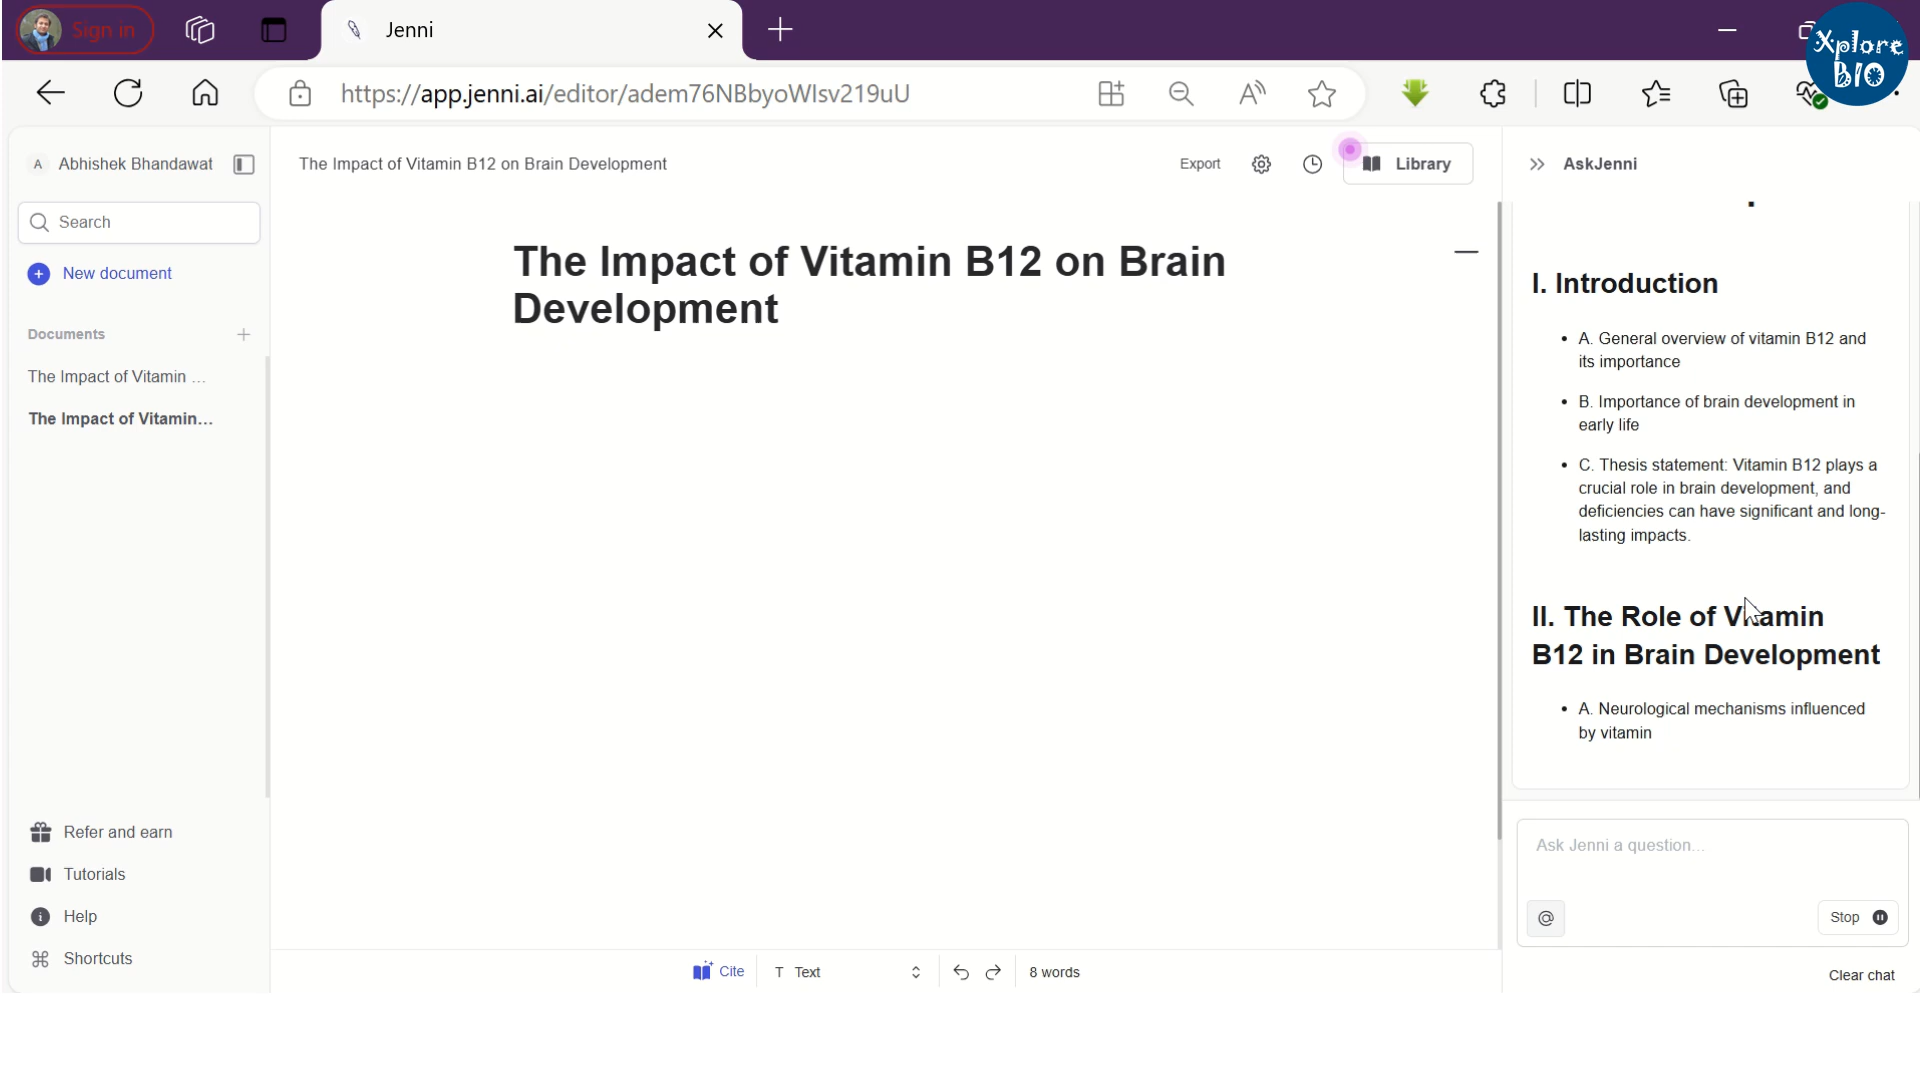 Sign in
Jenni
Xplore
BIO
https://app.jenni.ai/editor/adem76NBbyoWIsv219uU
A Abhishek Bhandawat
The Impact of Vitamin B12 on Brain Development
Export
Library
AskJenni
Search
New document
Documents
The Impact of Vitamin ...
The Impact of Vitamin...
The Impact of Vitamin B12 on Brain
Development
I. Introduction
• A. General overview of vitamin B12 and
its importance
• B. Importance of brain development in
early life
• C. Thesis statement: Vitamin B12 plays a
crucial role in brain development, and
deficiencies can have significant and long-
lasting impacts.
II. The Role of Vitamin
B12 in Brain Development
• A. Neurological mechanisms influenced
by vitamin
Refer and earn
Tutorials
Help
Shortcuts
Cite
T Text
8 words
Ask Jenni a question...
@
Stop
Clear chat